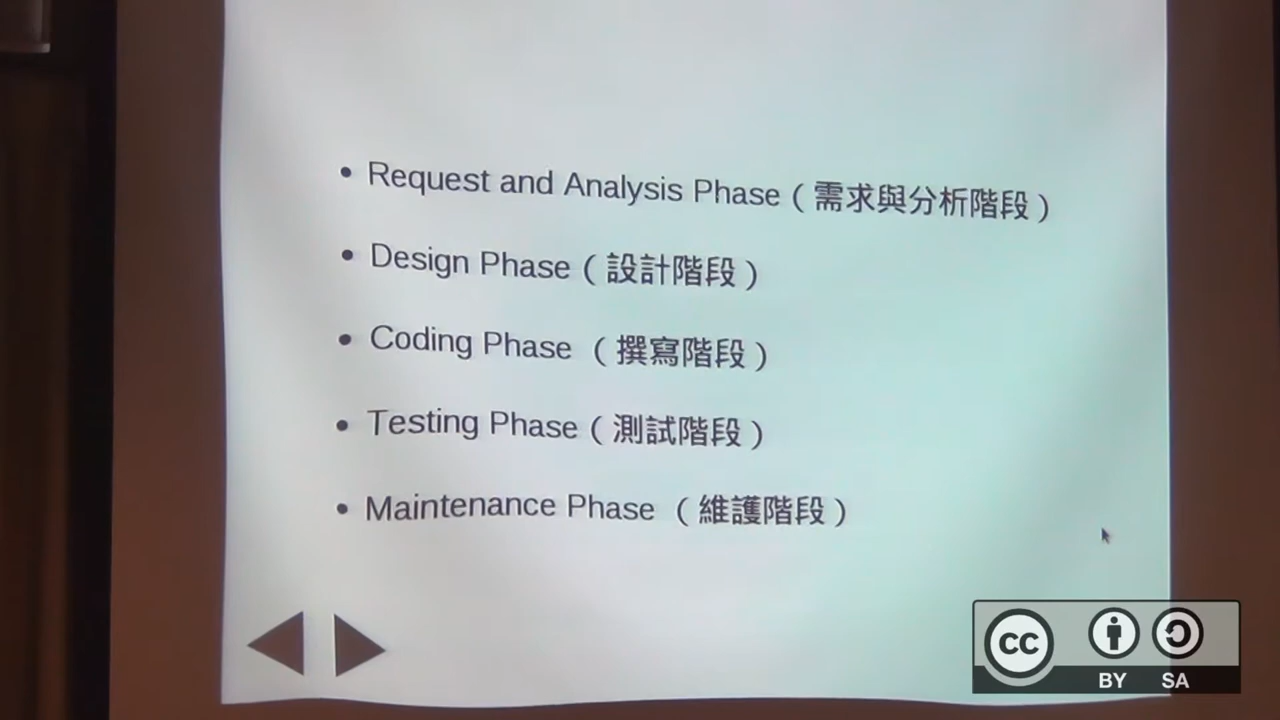 • Request and Analysis Phase（需求與分析階段）
• Design Phase（設計階段）
• Coding Phase （撰寫階段）
• Testing Phase（測試階段）
• Maintenance Phase （維護階段）
CC BY SA